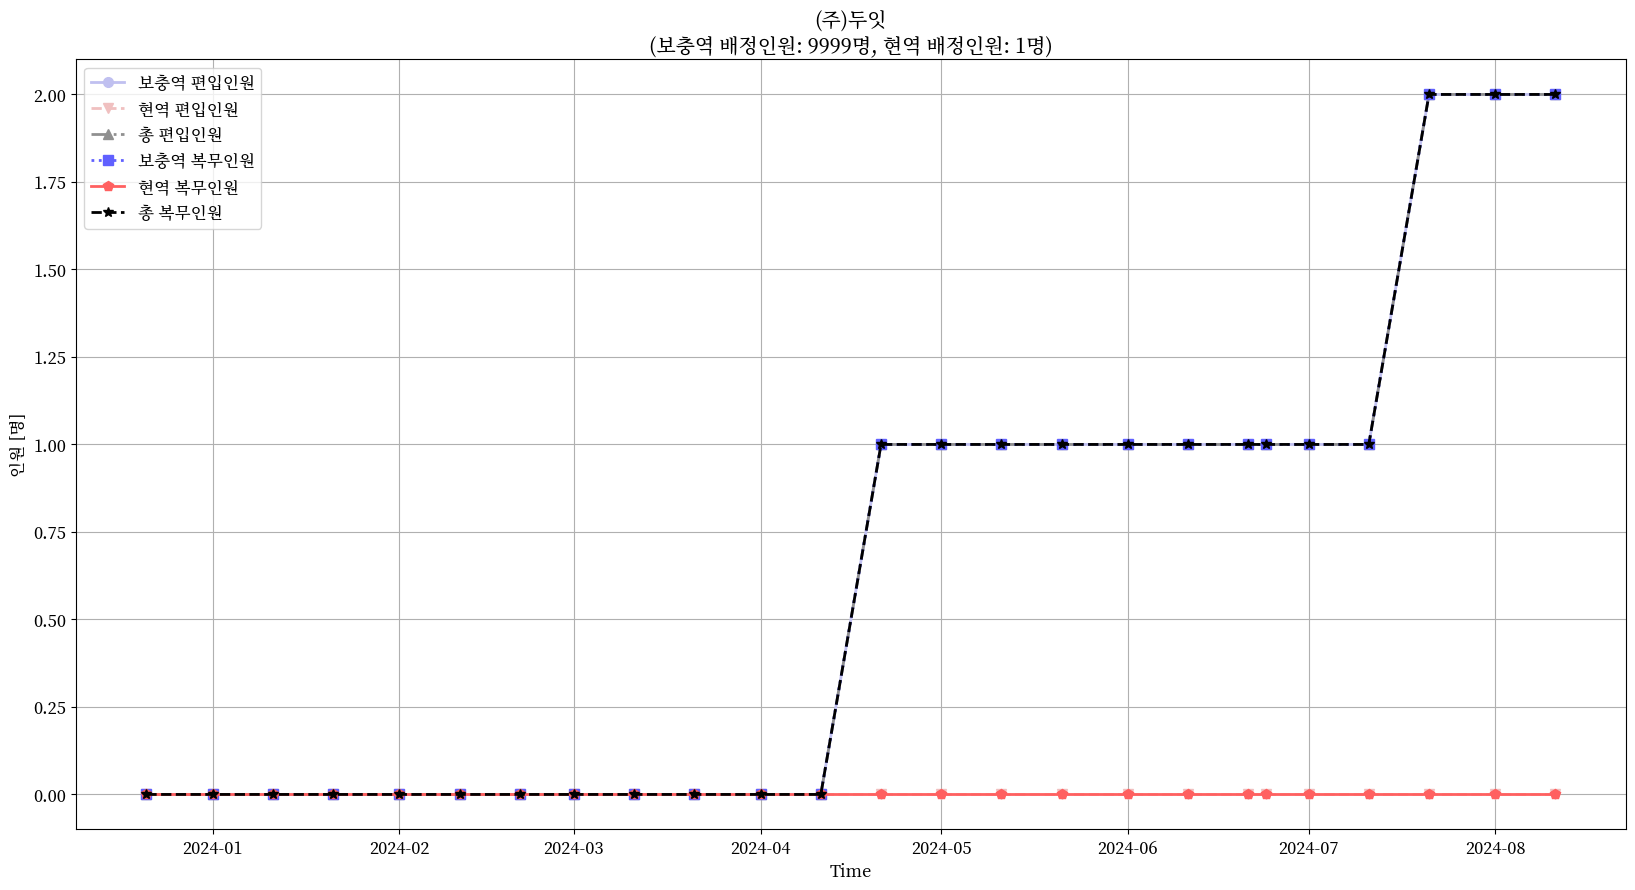 (주)두잇
(보충역 배정인원: 9999명, 현역 배정인원: 1명)
보충역 편입인원
현역 편입인원
총 편입인원
보충역 복무인원
현역 복무인원
총 복무인원
2.00
1.75
1.50
1.25
1.00
0.75
0.50
0.25
0.00
인원 [명]
2024-01 2024-02 2024-03 2024-04 2024-05 2024-06 2024-07 2024-08
Time